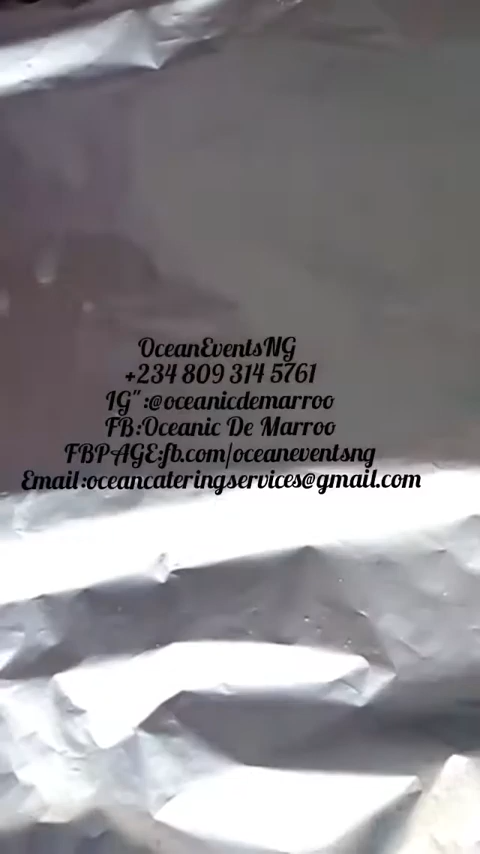 OceanEventsNG
+234 809 314 5761
IG":@oceanicdemarroo
FB:Oceanic De Marroo
FBPAGE:fb.com/oceaneventsng
Email:oceancateringservices@gmail.com